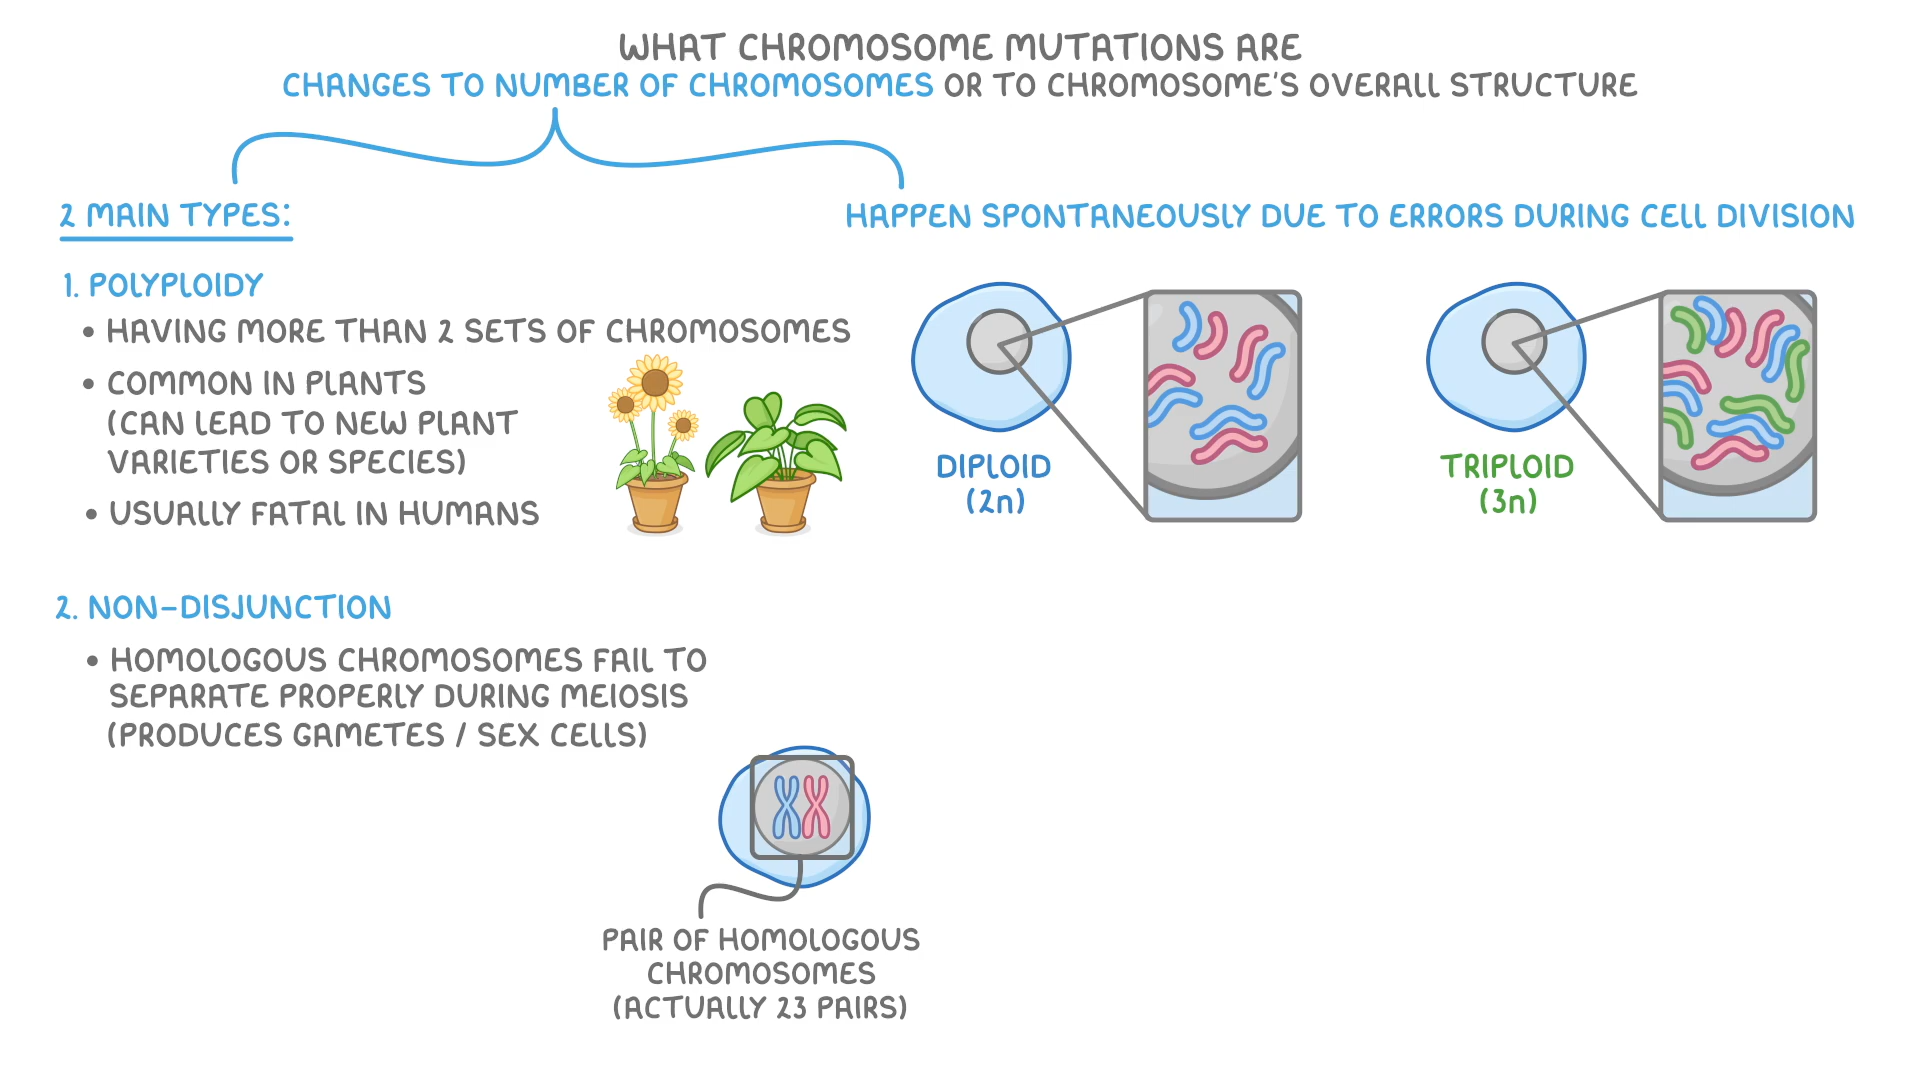 WHAT CHROMOSOME MUTATIONS ARE
CHANGES TO NUMBER OF CHROMOSOMES OR TO CHROMOSOME'S OVERALL STRUCTURE
2 MAIN TYPES:
1. POLYPLOIDY
• HAVING MORE THAN 2 SETS OF CHROMOSOMES
• COMMON IN PLANTS
(CAN LEAD TO NEW PLANT
VARIETIES OR SPECIES)
• USUALLY FATAL IN HUMANS
2. NON-DISJUNCTION
• HOMOLOGOUS CHROMOSOMES FAIL TO
SEPARATE PROPERLY DURING MEIOSIS
(PRODUCES GAMETES / SEX CELLS)
PAIR OF HOMOLOGOUS
CHROMOSOMES
(ACTUALLY 23 PAIRS)
HAPPEN SPONTANEOUSLY DUE TO ERRORS DURING CELL DIVISION
DIPLOID
(2n)
TRIPLOID
(3n)